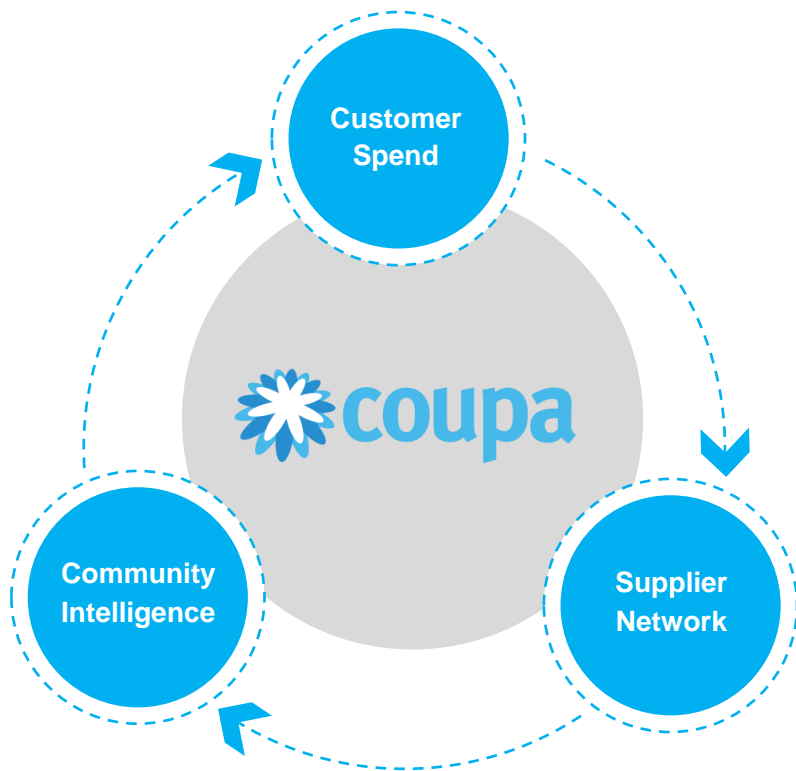 Customer
Spend
coupa
Community
Intelligence
Supplier
Network